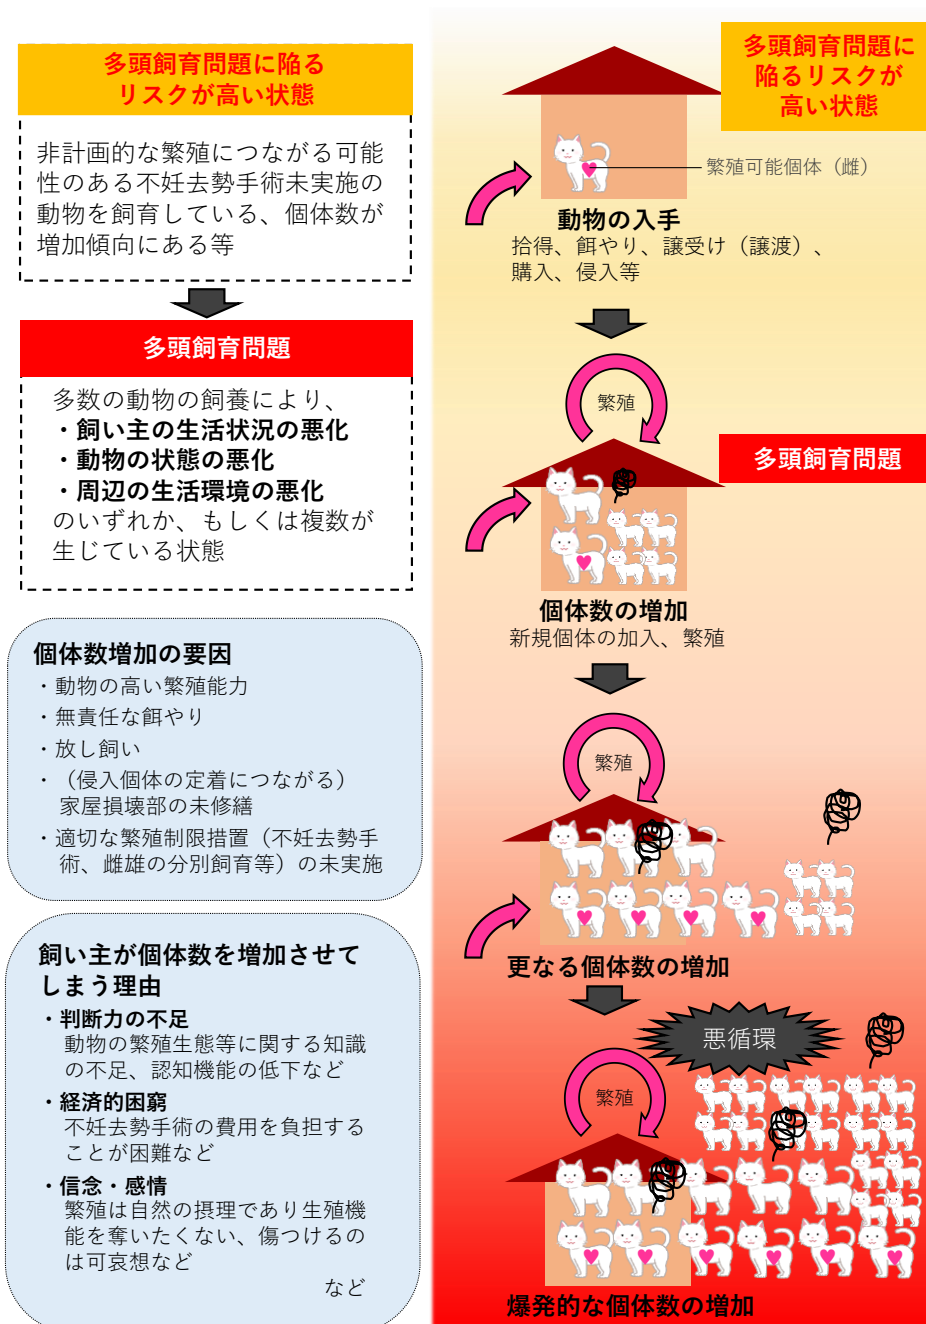 多頭飼育問題に陥る
リスクが高い状態
非計画的な繁殖につながる可能
性のある不妊去勢手術未実施の
動物を飼育している、個体数が
増加傾向にある等
多頭飼育問題
多数の動物の飼養により、
・飼い主の生活状況の悪化
・動物の状態の悪化
・周辺の生活環境の悪化
のいずれか、もしくは複数が
生じている状態
個体数増加の要因
・動物の高い繁殖能力
・無責任な餌やり
・放し飼い
・（侵入個体の定着につながる）
家屋損壊部の未修繕
・適切な繁殖制限措置（不妊去勢手
術、雌雄の分別飼育等）の未実施
飼い主が個体数を増加させて
しまう理由
・判断力の不足
動物の繁殖生態等に関する知識
の不足、認知機能の低下など
・経済的困窮
不妊去勢手術の費用を負担する
ことが困難など
・信念・感情
繁殖は自然の摂理であり生殖機
能を奪いたくない、傷つけるの
は可哀想など
など
多頭飼育問題に
陥るリスクが
高い状態
繁殖可能個体（雌）
動物の入手
拾得、餌やり、譲受け（譲渡）、
購入、侵入等
繁殖
多頭飼育問題
個体数の増加
新規個体の加入、繁殖
繁殖
更なる個体数の増加
悪循環
繁殖
爆発的な個体数の増加